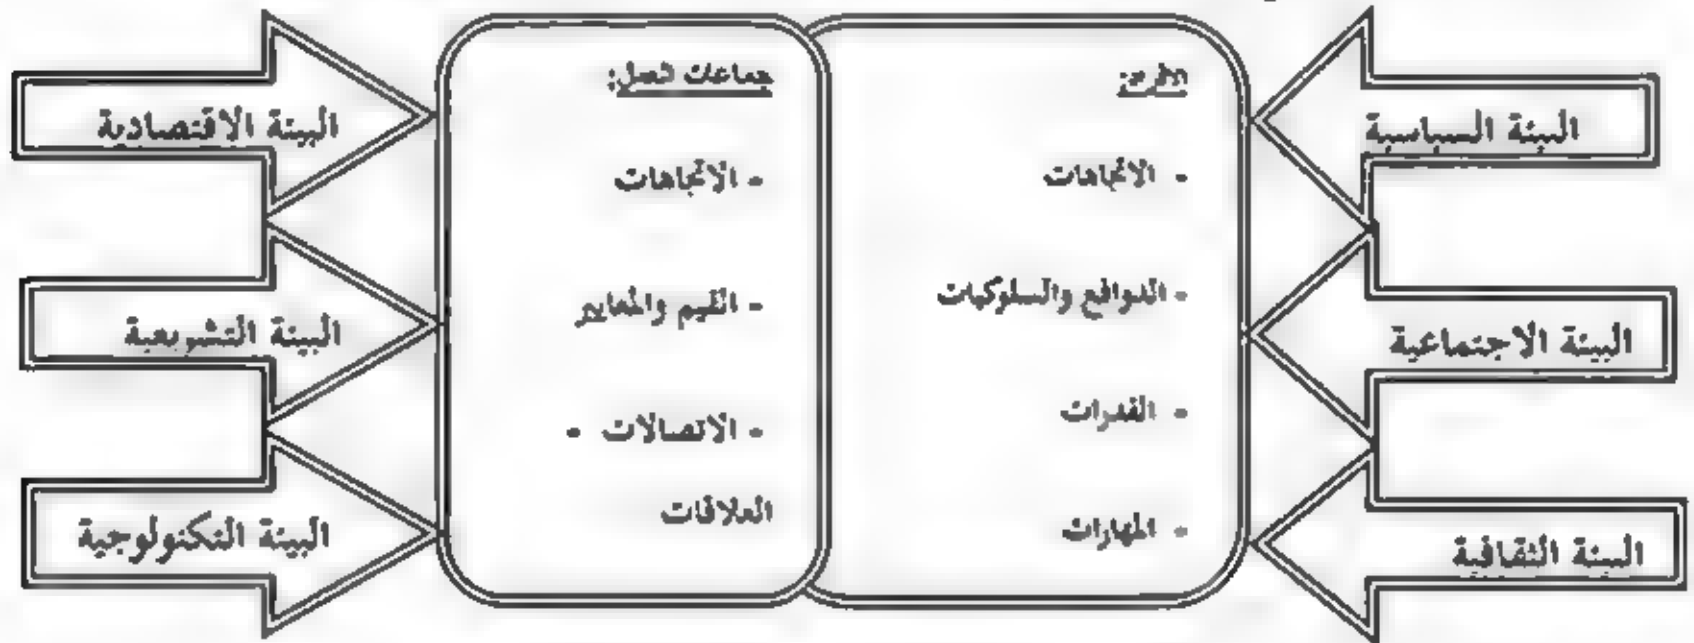 الأفراد:
- الاتجاهات
- الدوافع والسلوكيات
- القدرات
- المهارات
جماعات العمل:
- الاتجاهات
- القيم والمعايير
- الاتصالات -
العلاقات
البيئة السياسية
البيئة الاجتماعية
البيئة الثقافية
البيئة الاقتصادية
البيئة التشريعية
البيئة التكنولوجية